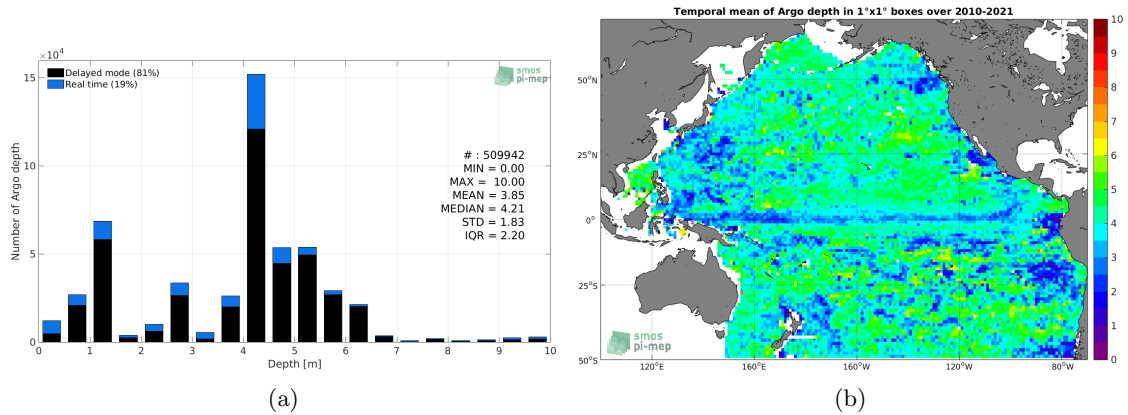 ×10⁴
Delayed mode (81%)
Real time (19%)
smos
pi-mep
# : 509942
MIN = 0.00
MAX = 10.00
MEAN = 3.85
MEDIAN = 4.21
STD = 1.83
IQR = 2.20
Number of Argo depth
15
10
5
0
0 1 2 3 4 5 6 7 8 9 10
Depth [m]
(a)
Temporal mean of Argo depth in 1°x1° boxes over 2010-2021
50°N
25°N
0°
25°S
50°S
120°E 160°E 160°W 120°W 80°W
smos
pi-mep
10
9
8
7
6
5
4
3
2
1
0
(b)